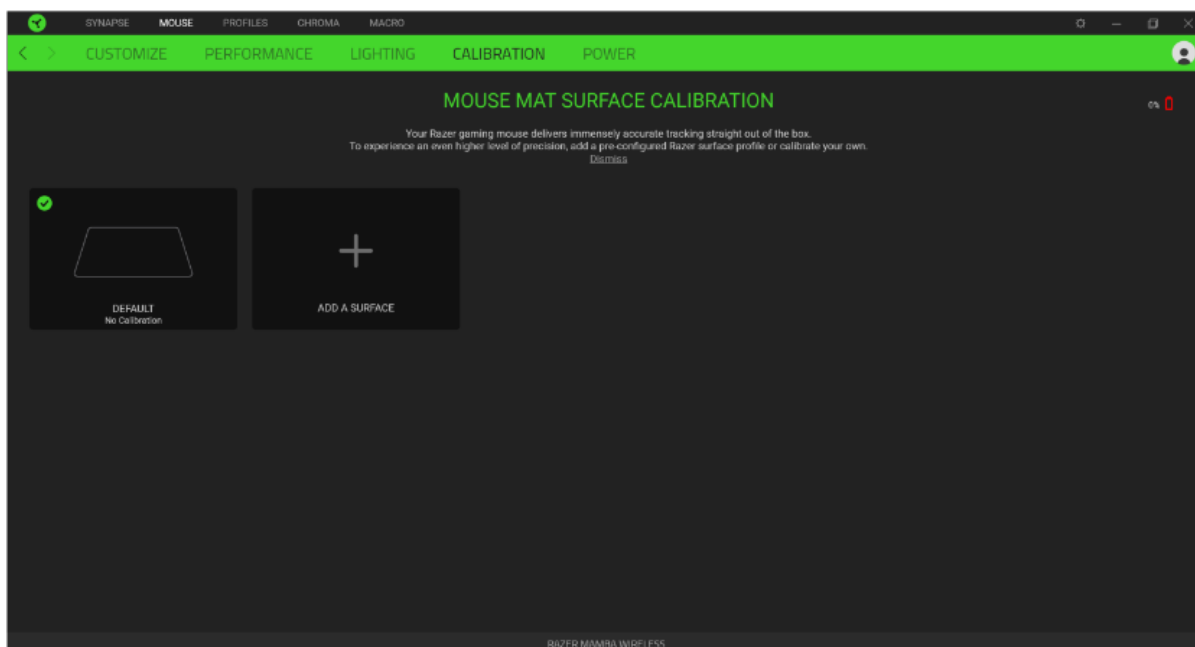 SYNAPSE MOUSE PROFILES CHROMA MACRO
CUSTOMIZE PERFORMANCE LIGHTING CALIBRATION POWER
MOUSE MAT SURFACE CALIBRATION
0%
Your Razer gaming mouse delivers immensely accurate tracking straight out of the box.
To experience an even higher level of precision, add a pre-configured Razer surface profile or calibrate your own.
Dismiss
DEFAULT
No Calibration
ADD A SURFACE
RAZER MAMBA WIRELESS